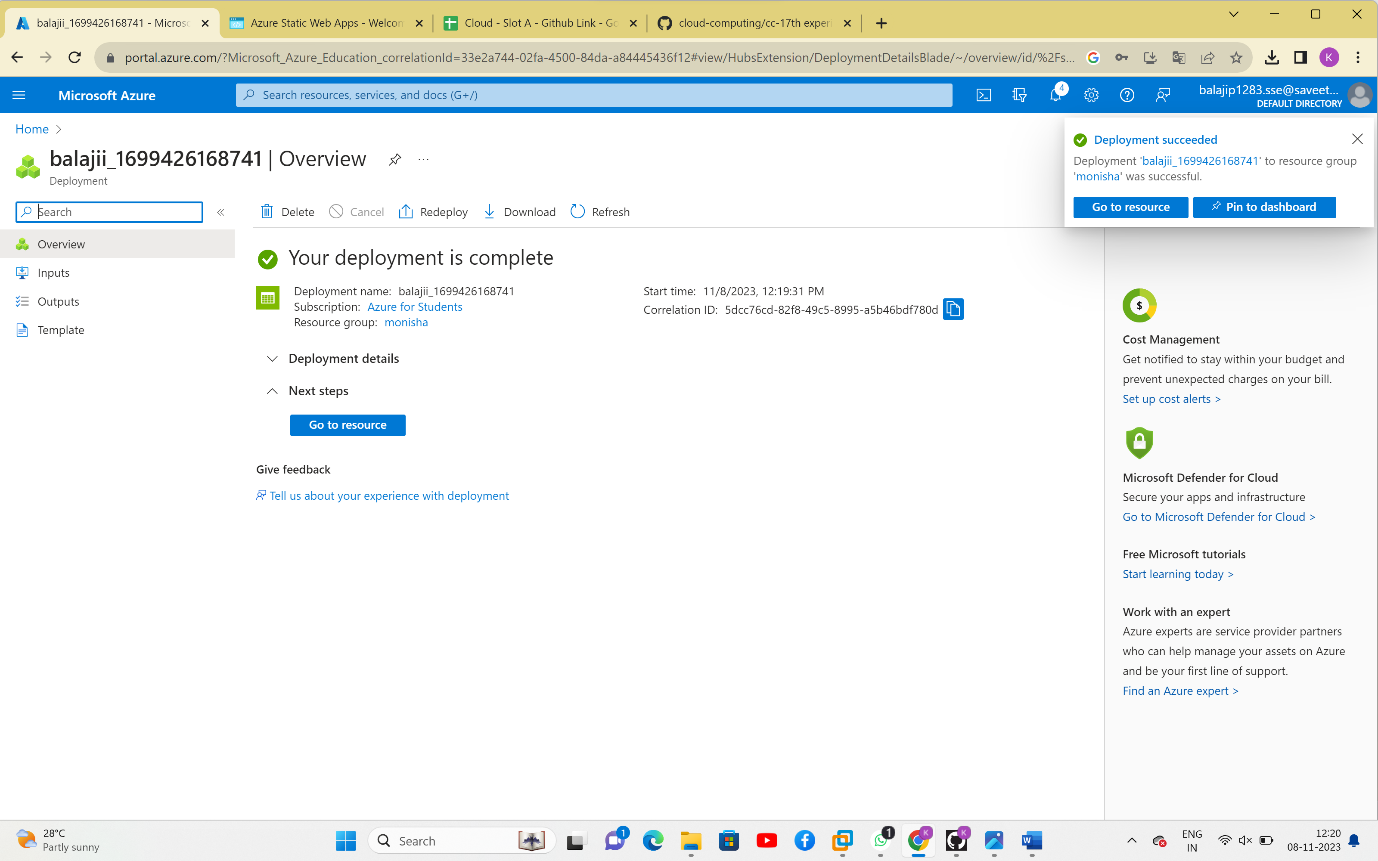 balajii_1699426168741 - Micros
Azure Static Web Apps - Welcom
Cloud - Slot A - Github Link - Go
cloud-computing/cc-17th experi
portal.azure.com/?Microsoft_Azure_Education_correlationId=33e2a744-02fa-4500-84da-a84445436f12#view/HubsExtension/DeploymentDetailsBlade/~/overview/id/%2Fs...
K
Microsoft Azure
Search resources, services, and docs (G+/)
4
balajip1283.sse@saveet...
DEFAULT DIRECTORY
Home
balajii_1699426168741 | Overview
Deployment
Deployment succeeded
Deployment 'balajii_1699426168741' to resource group
'monisha' was successful.
Go to resource
Pin to dashboard
Search
Delete
Cancel
Redeploy
Download
Refresh
Overview
Inputs
Outputs
Template
Your deployment is complete
Deployment name: balajii_1699426168741
Subscription: Azure for Students
Resource group: monisha
Start time: 11/8/2023, 12:19:31 PM
Correlation ID: 5dcc76cd-82f8-49c5-8995-a5b46bdf780d
Deployment details
Next steps
Go to resource
Give feedback
Tell us about your experience with deployment
$
Cost Management
Get notified to stay within your budget and
prevent unexpected charges on your bill.
Set up cost alerts >
Microsoft Defender for Cloud
Secure your apps and infrastructure
Go to Microsoft Defender for Cloud >
Free Microsoft tutorials
Start learning today >
Work with an expert
Azure experts are service provider partners
who can help manage your assets on Azure
and be your first line of support.
Find an Azure expert >
28°C
Partly sunny
Search
1
1
K
K
ENG
IN
12:20
08-11-2023